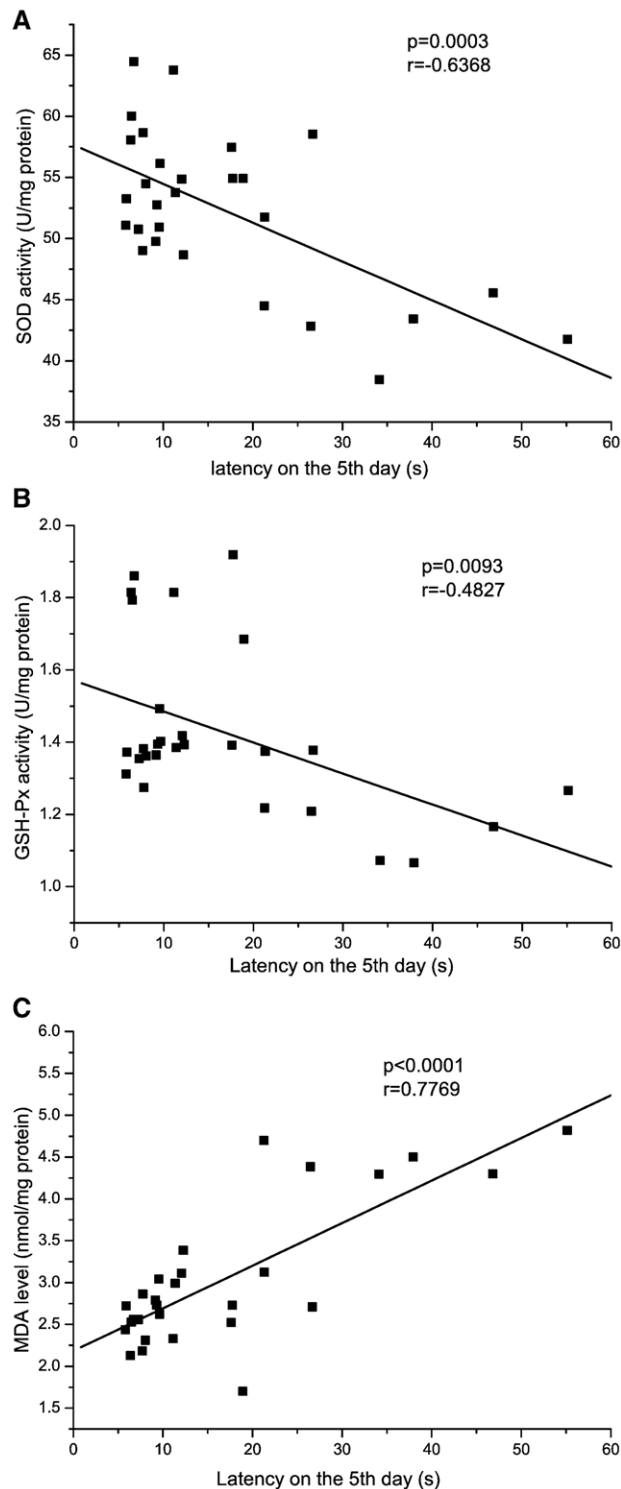 A
p=0.0003
r=-0.6368
65
60
55
50
45
40
35
SOD activity (U/mg protein)
0 10 20 30 40 50 60
latency on the 5th day (s)
B
p=0.0093
r=-0.4827
2.0
1.8
1.6
1.4
1.2
1.0
GSH-Px activity (U/mg protein)
0 10 20 30 40 50 60
Latency on the 5th day (s)
C
p<0.0001
r=0.7769
6.0
5.5
5.0
4.5
4.0
3.5
3.0
2.5
2.0
1.5
MDA level (nmol/mg protein)
0 10 20 30 40 50 60
Latency on the 5th day (s)